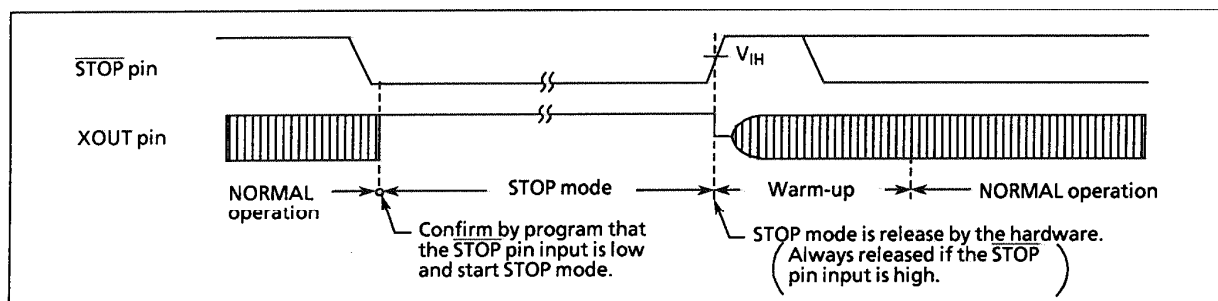 STOP pin
VIH
XOUT pin
NORMAL operation
STOP mode
Warm-up
NORMAL operation
Confirm by program that
the STOP pin input is low
and start STOP mode.
STOP mode is release by the hardware.
(Always released if the STOP
pin input is high.)